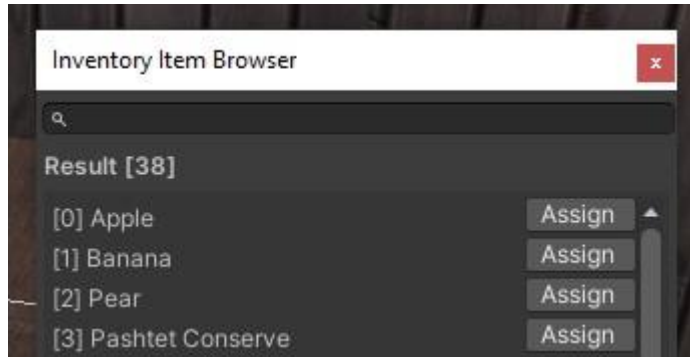 Inventory Item Browser
x
Result [38]
[0] Apple Assign
[1] Banana Assign
[2] Pear Assign
[3] Pashtet Conserve Assign